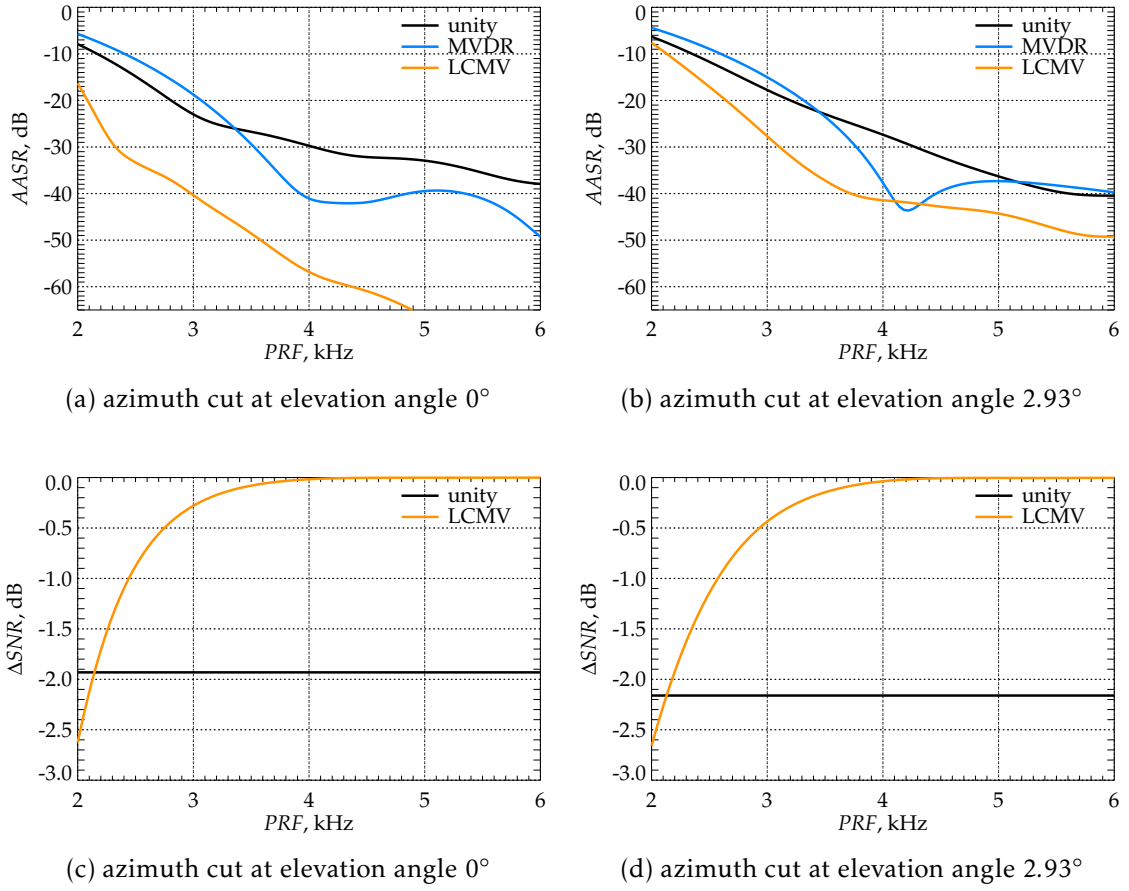 0
-10
-20
-30
-40
-50
-60
AASR, dB
unity
MVDR
LCMV
2 3 4 5 6
PRF, kHz
(a) azimuth cut at elevation angle 0°
0
-10
-20
-30
-40
-50
-60
AASR, dB
unity
MVDR
LCMV
2 3 4 5 6
PRF, kHz
(b) azimuth cut at elevation angle 2.93°
0.0
-0.5
-1.0
-1.5
-2.0
-2.5
-3.0
ΔSNR, dB
unity
LCMV
2 3 4 5 6
PRF, kHz
(c) azimuth cut at elevation angle 0°
0.0
-0.5
-1.0
-1.5
-2.0
-2.5
-3.0
ΔSNR, dB
unity
LCMV
2 3 4 5 6
PRF, kHz
(d) azimuth cut at elevation angle 2.93°